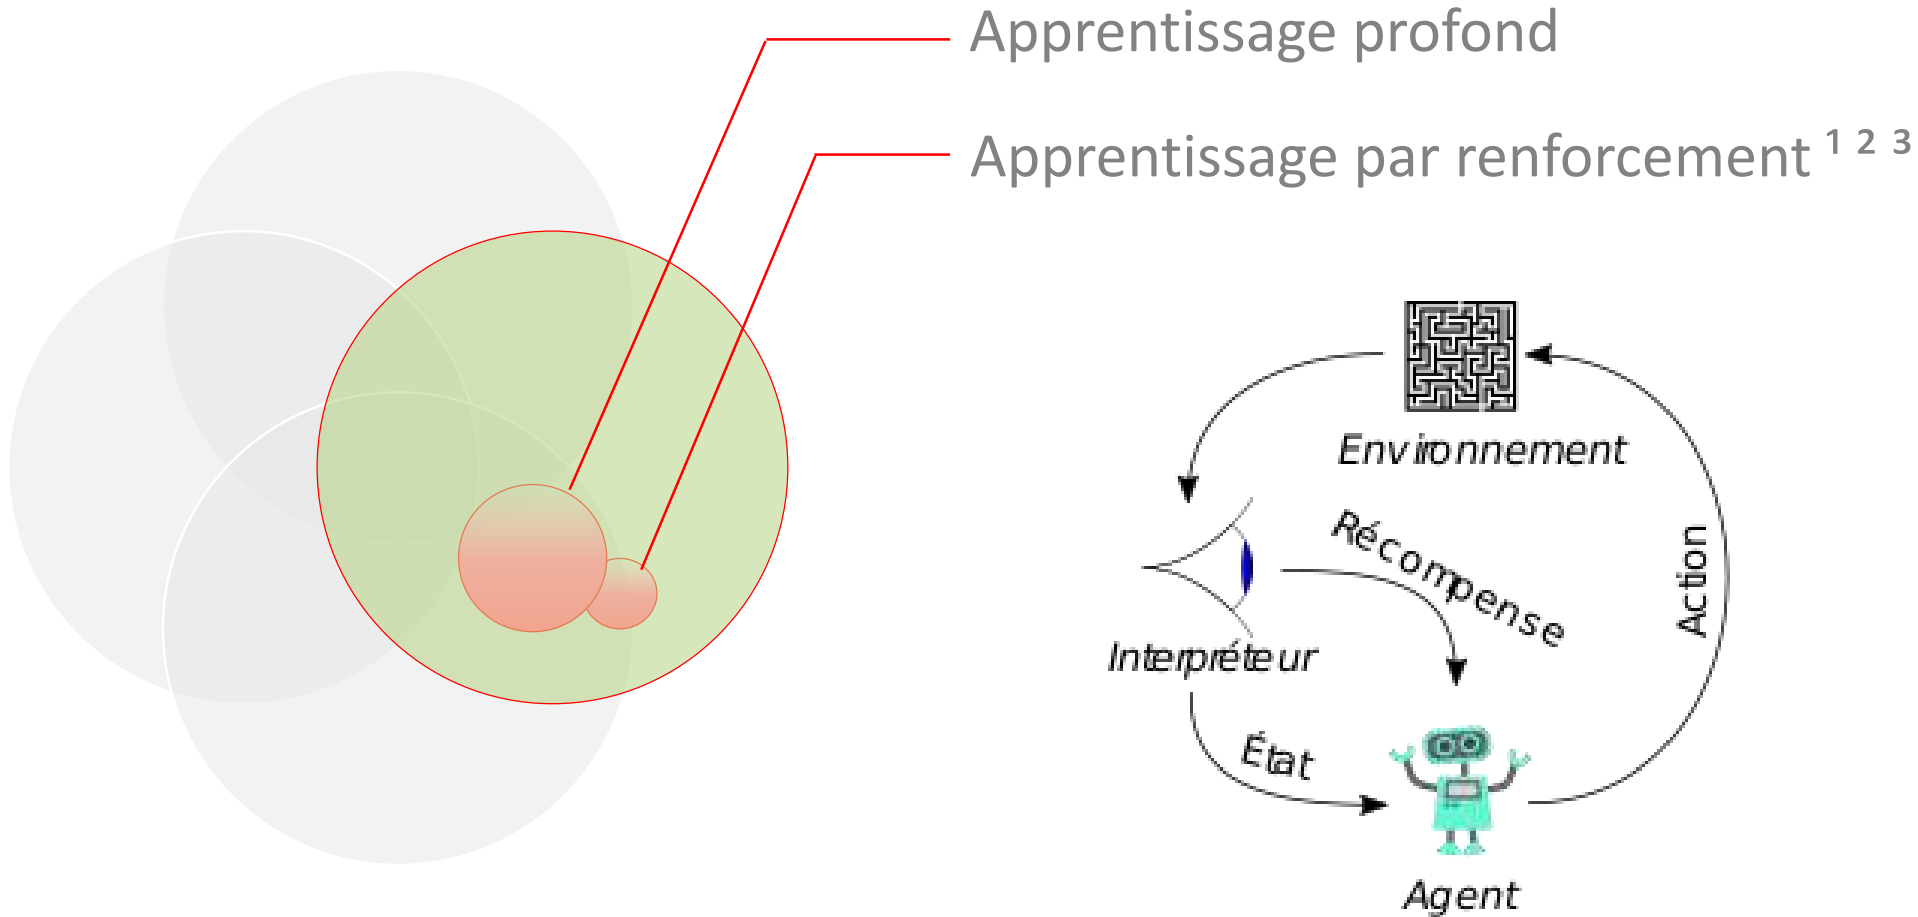 Apprentissage profond
Apprentissage par renforcement ¹ ² ³
Environnement
Récompense
Action
Interpréteur
État
Agent